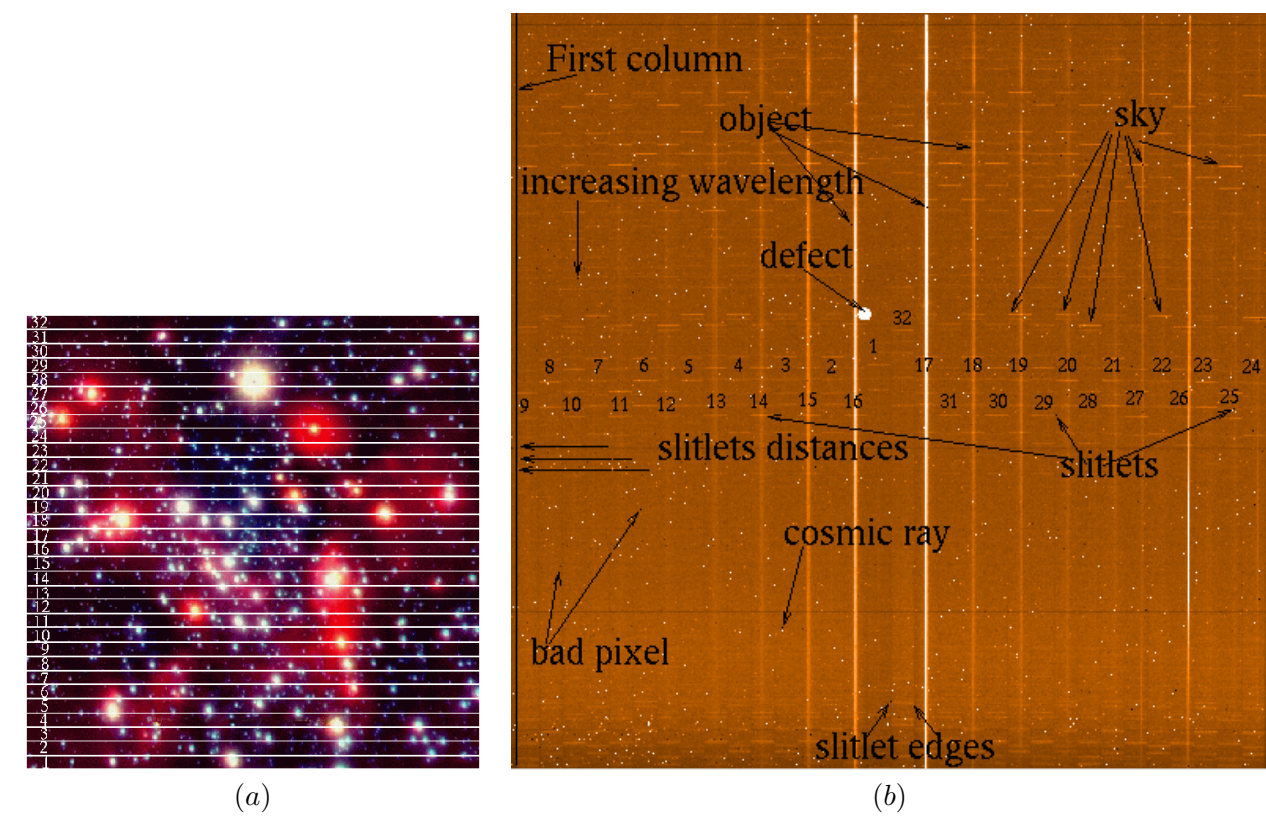 32
31
30
29
28
27
26
25
24
23
22
21
20
19
18
17
16
15
14
13
12
11
10
9
8
7
6
5
4
3
2
1
(a)
First column
object
sky
increasing wavelength
defect
32
1
8 7 6 5 4 3 2 17 18 19 20 21 22 23 24
9 10 11 12 13 14 15 16 31 30 29 28 27 26 25
slitlets distances
slitlets
cosmic ray
bad pixel
slitlet edges
(b)